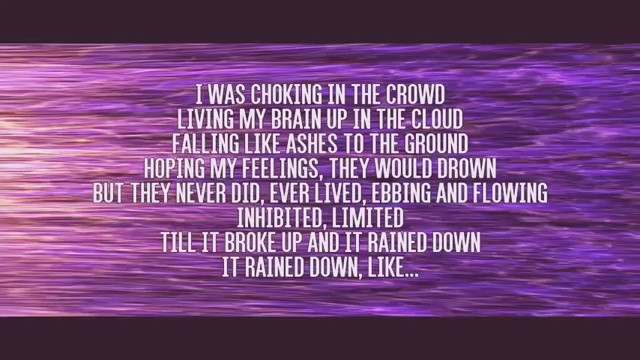 I WAS CHOKING IN THE CROWD
LIVING MY BRAIN UP IN THE CLOUD
FALLING LIKE ASHES TO THE GROUND
HOPING MY FEELINGS, THEY WOULD DROWN
BUT THEY NEVER DID, EVER LIVED, EBBING AND FLOWING
INHIBITED, LIMITED
TILL IT BROKE UP AND IT RAINED DOWN
IT RAINED DOWN, LIKE...